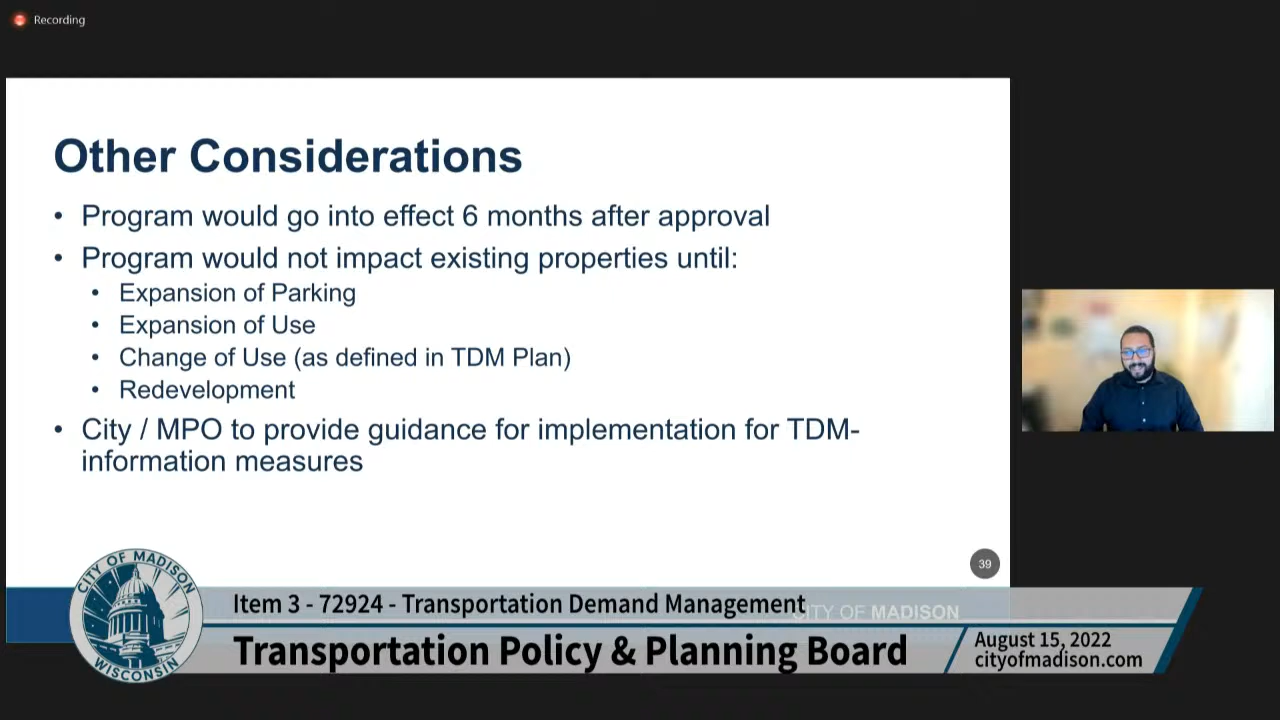 Recording
Other Considerations
• Program would go into effect 6 months after approval
• Program would not impact existing properties until:
• Expansion of Parking
• Expansion of Use
• Change of Use (as defined in TDM Plan)
• Redevelopment
• City / MPO to provide guidance for implementation for TDM-
information measures
39
CITY OF MADISON
WISCONSIN
Item 3 - 72924 - Transportation Demand Management
CITY OF MADISON
Transportation Policy & Planning Board
August 15, 2022
cityofmadison.com